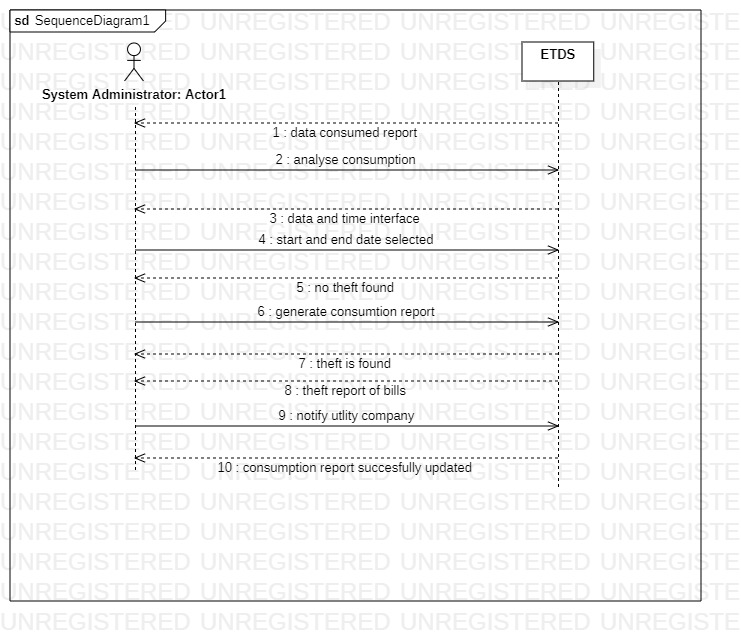 sd SequenceDiagram1
ETDS
System Administrator: Actor1
1 : data consumed report
2 : analyse consumption
3 : data and time interface
4 : start and end date selected
5 : no theft found
6 : generate consumtion report
7 : theft is found
8 : theft report of bills
9 : notify utlity company
10 : consumption report succesfully updated
UNREGISTERED